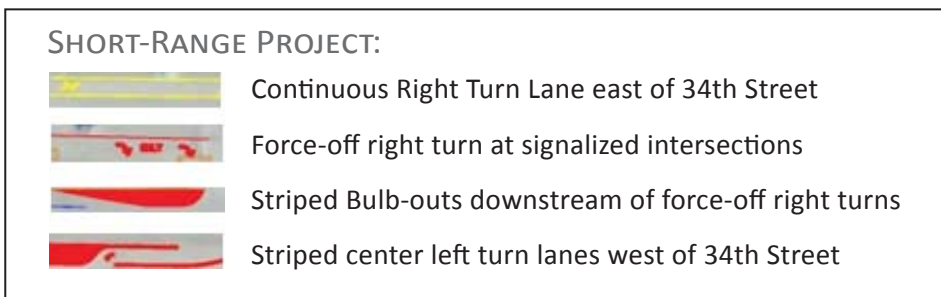 SHORT-RANGE PROJECT:
Continuous Right Turn Lane east of 34th Street
Force-off right turn at signalized intersections
Striped Bulb-outs downstream of force-off right turns
Striped center left turn lanes west of 34th Street